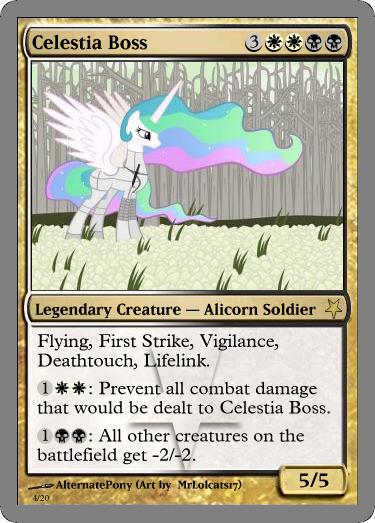 Celestia Boss 3
Legendary Creature — Alicorn Soldier
Flying, First Strike, Vigilance,
Deathtouch, Lifelink.
1: Prevent all combat damage
that would be dealt to Celestia Boss.
1: All other creatures on the
battlefield get -2/-2.
5/5
AlternatePony (Art by MrLolcats17)
4/20